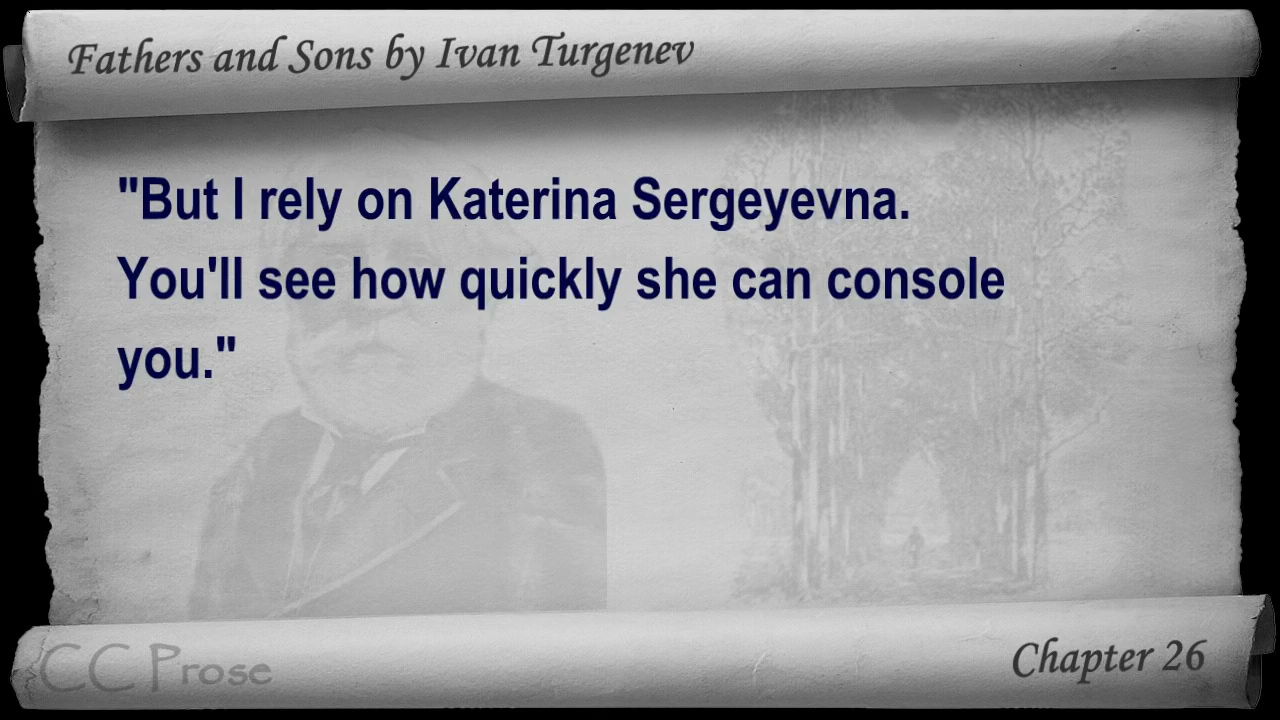 Fathers and Sons by Ivan Turgenev
"But I rely on Katerina Sergeyevna.
You'll see how quickly she can console
you."
CC Prose
Chapter 26